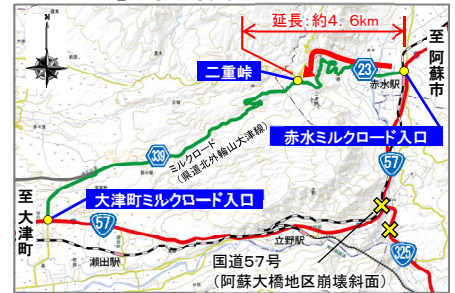 延長:約4.6km
至阿蘇市
二重峠
23
赤水駅
赤水ミルクロード入口
339
ミルクロード
(県道北外輪山大津線)
57
大津町ミルクロード入口
至大津町
57
瀬田駅
立野駅
国道57号
(阿蘇大橋地区崩壊斜面)
325